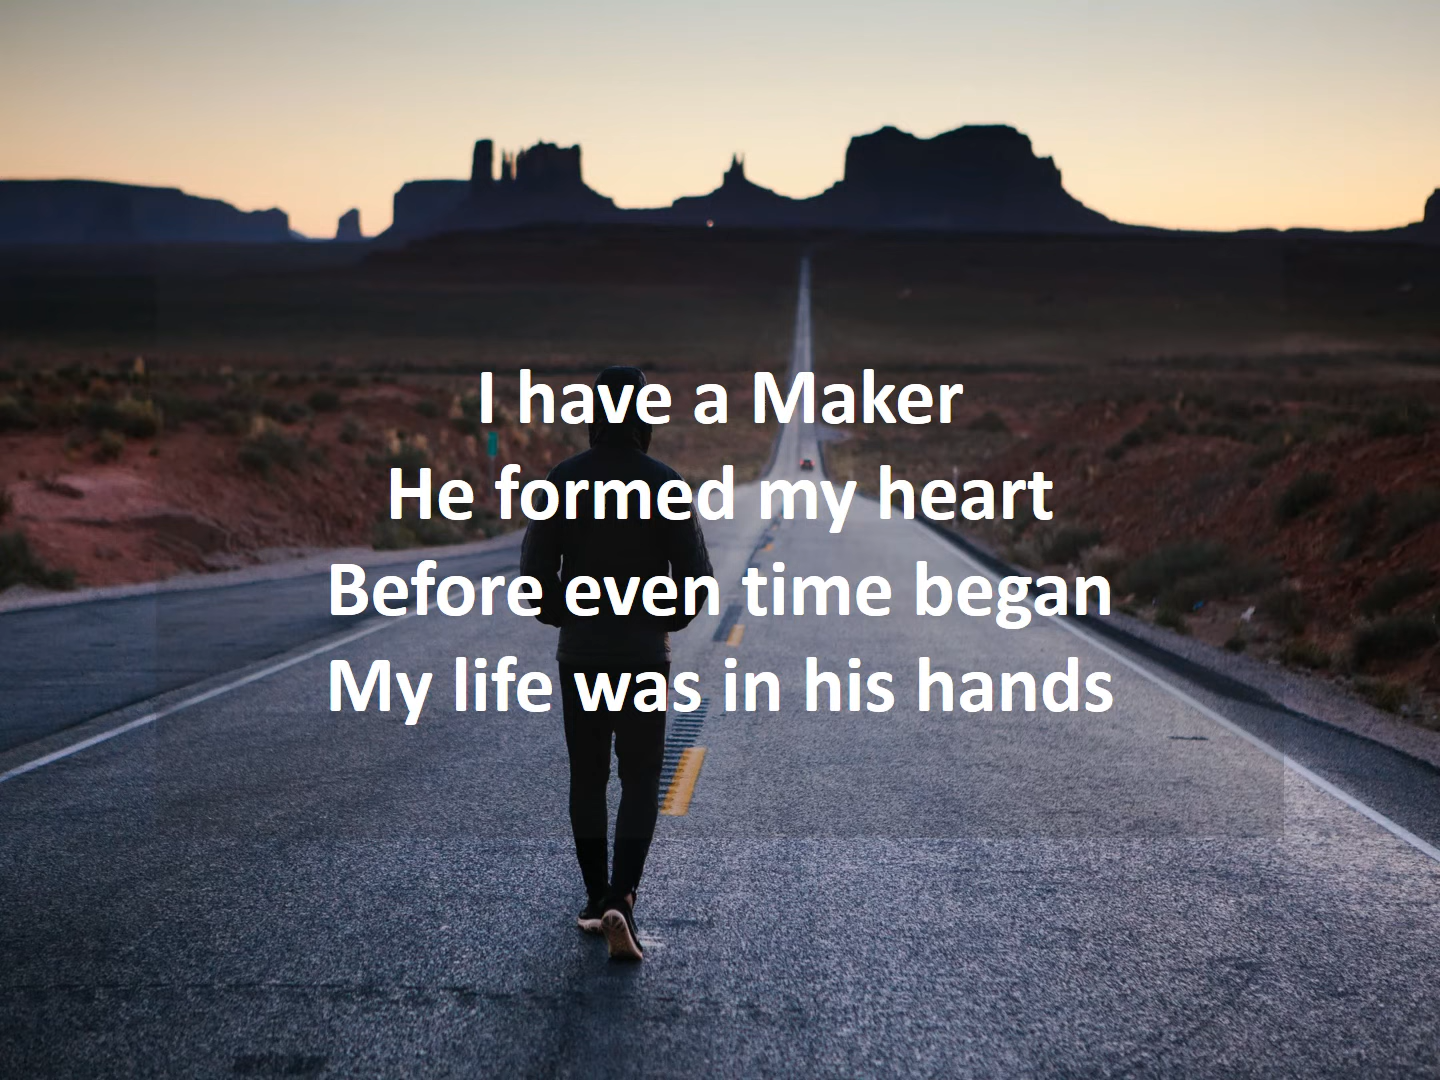 I have a Maker
He formed my heart
Before even time began
My life was in his hands